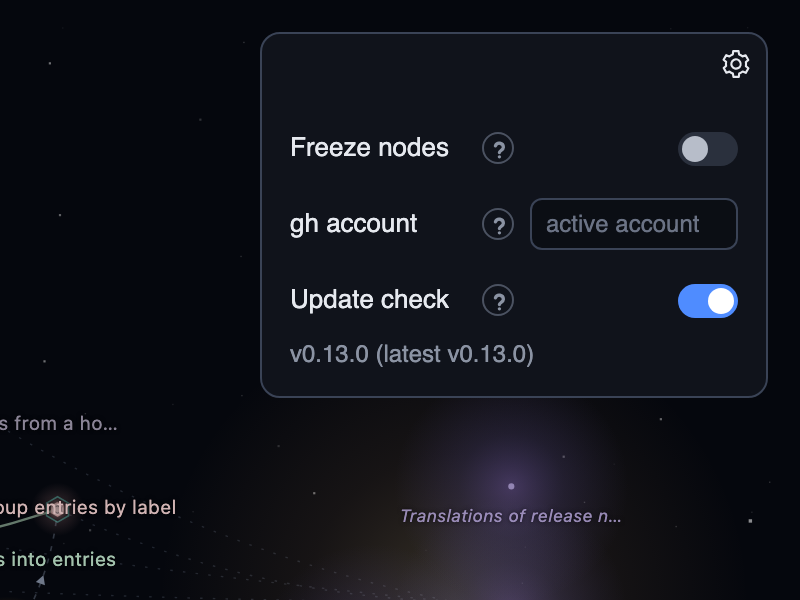 Freeze nodes ?
gh account ? active account
Update check ?
v0.13.0 (latest v0.13.0)
s from a ho...
oup entries by label
Translations of release n...
s into entries